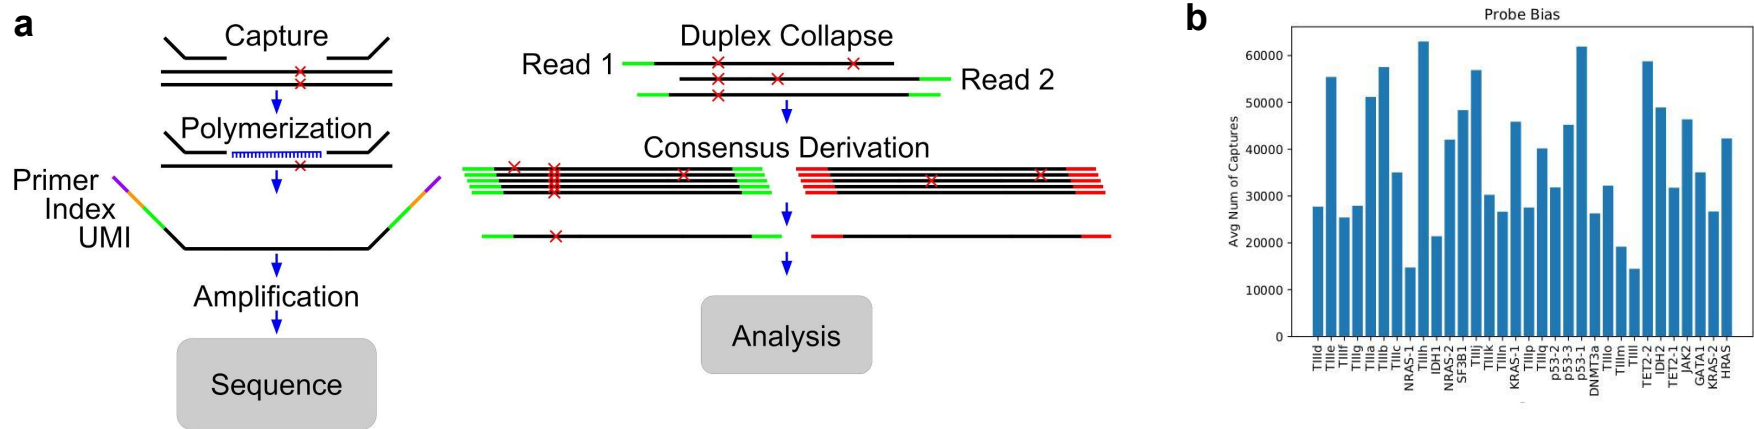 a
Capture
Polymerization
Primer
Index
UMI
Amplification
Sequence
Duplex Collapse
Read 1
Read 2
Consensus Derivation
Analysis
b
Probe Bias
Avg Num of Captures
60000
50000
40000
30000
20000
10000
0
TIIId
TIIIe
TIIIf
TIIIg
TIIIa
TIIIb
TIIIc
NRAS-1
TIIIh
IDH1
NRAS-2
SF3B1
TIIIj
TIIIk
TIIIn
KRAS-1
TIIIp
TIIIq
p53-2
p53-3
p53-1
DNMT3a
TIIIo
TIIIm
TIIIl
TET2-2
IDH2
TET2-1
JAK2
GATA1
KRAS-2
HRAS